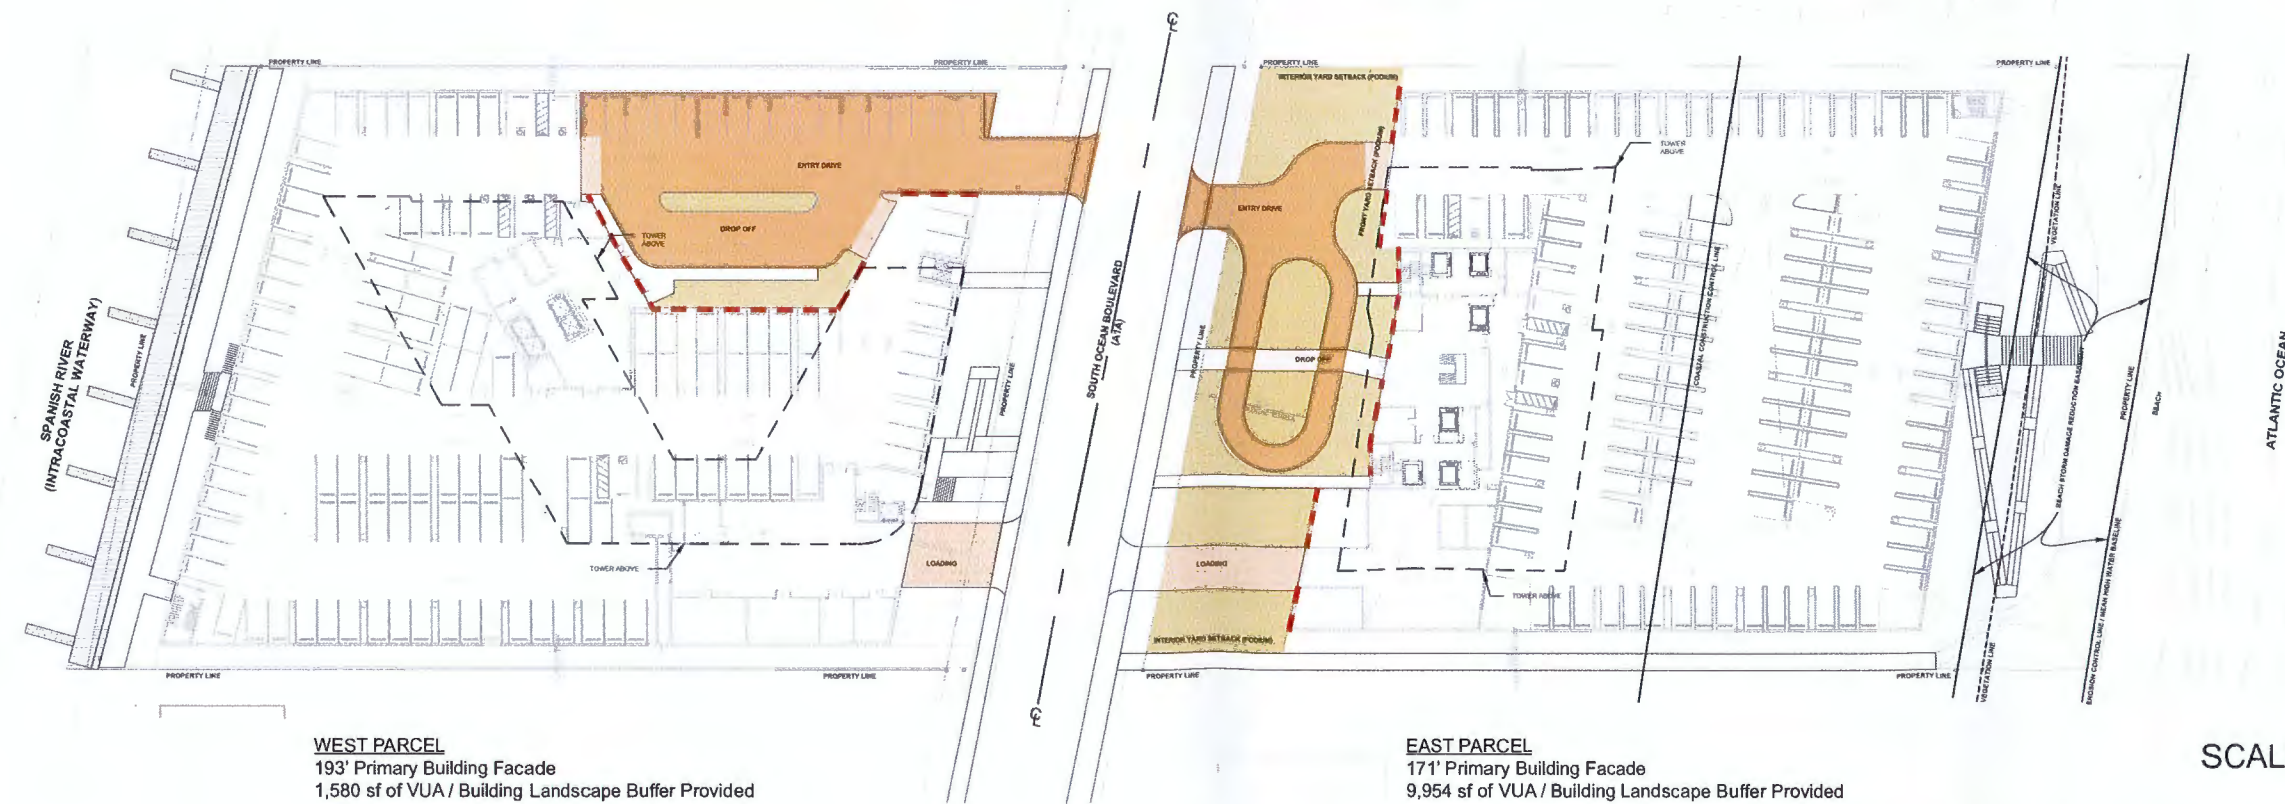 ℄
PROPERTY LINE
PROPERTY LINE
PROPERTY LINE
PROPERTY LINE
INTERIOR YARD SETBACK (PODIUM)
ENTRY DRIVE
DROP OFF
TOWER
ABOVE
FRONT YARD SETBACK (PODIUM)
TOWER
ABOVE
ENTRY DRIVE
VEGETATION LINE
COASTAL CONSTRUCTION CONTROL LINE
SPANISH RIVER
(INTRACOASTAL WATERWAY)
PROPERTY LINE
SOUTH OCEAN BOULEVARD
(A1A)
PROPERTY LINE
PROPERTY LINE
DROP OFF
BEACH STORM DAMAGE REDUCTION EASEMENT
PROPERTY LINE
BEACH
ATLANTIC OCEAN
TOWER ABOVE
LOADING
LOADING
TOWER ABOVE
INTERIOR YARD SETBACK (PODIUM)
VEGETATION LINE
EROSION CONTROL LINE / MEAN HIGH WATER BASELINE
PROPERTY LINE
PROPERTY LINE
PROPERTY LINE
PROPERTY LINE
℄
WEST PARCEL
193' Primary Building Facade
1,580 sf of VUA / Building Landscape Buffer Provided
EAST PARCEL
171' Primary Building Facade
9,954 sf of VUA / Building Landscape Buffer Provided
SCAL